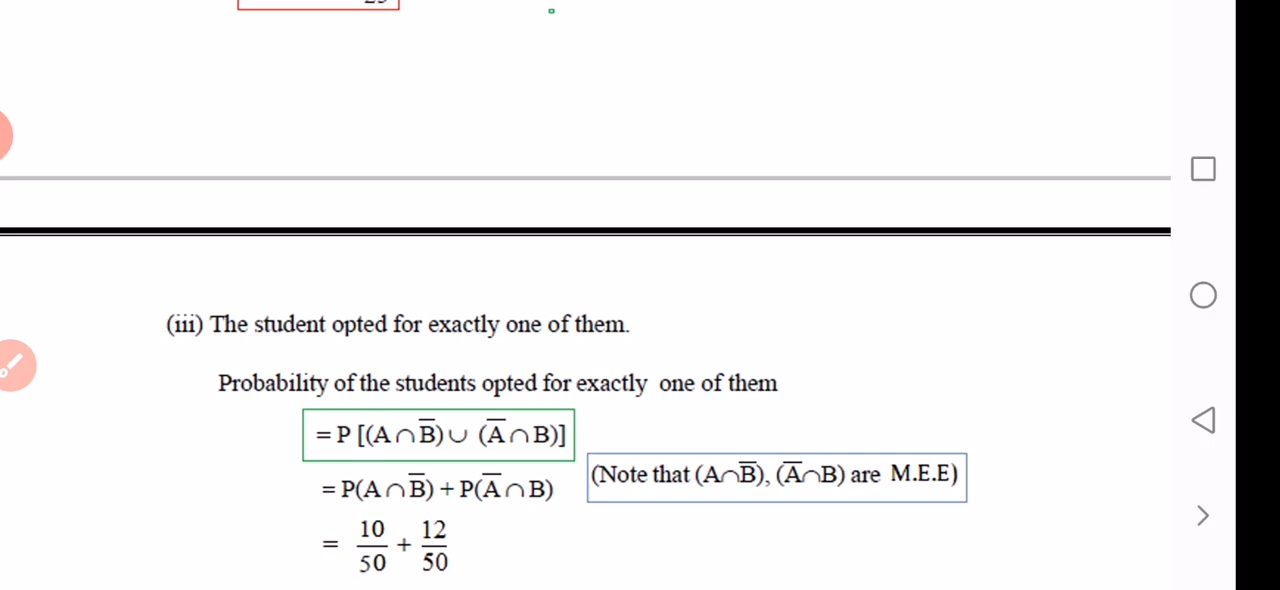 (iii) The student opted for exactly one of them.
Probability of the students opted for exactly one of them
= P [(A ∩ B̅) ∪ (A̅ ∩ B)]
(Note that (A∩B̅), (A̅∩B) are M.E.E)
= P(A ∩ B̅) + P(A̅ ∩ B)
= 10/50 + 12/50